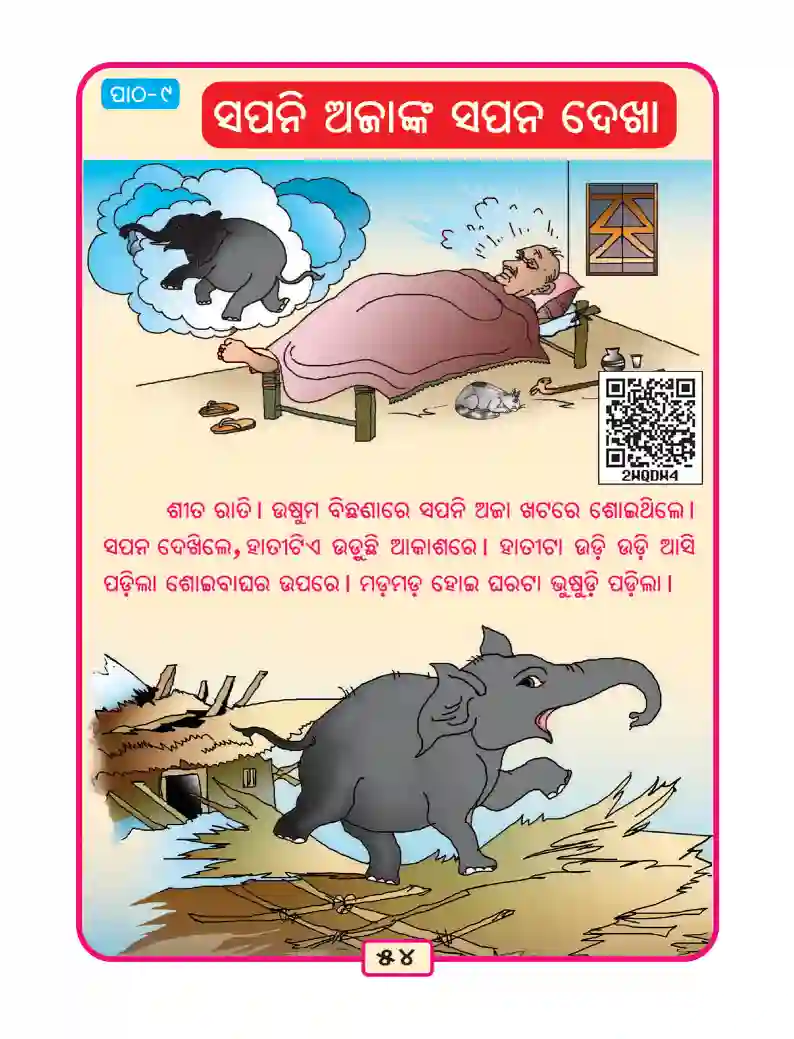 ପାଠ-୯
ସପନି ଅଜାଙ୍କ ସପନ ଦେଖା
2WQDW4
ଶୀତ ରାତି। ଉଷୁମ ବିଛଣାରେ ସପନି ଅଜା ଖଟରେ ଶୋଇଥିଲେ।
ସପନ ଦେଖିଲେ, ହାତୀଟିଏ ଉଡୁଛି ଆକାଶରେ। ହାତୀଟା ଉଡ଼ି ଉଡ଼ି ଆସି
ପଡ଼ିଲା ଶୋଇବାଘର ଉପରେ। ମଡ଼ମଡ଼ ହୋଇ ଘରଟା ଭୁଷୁଡ଼ି ପଡ଼ିଲା।
୫୪